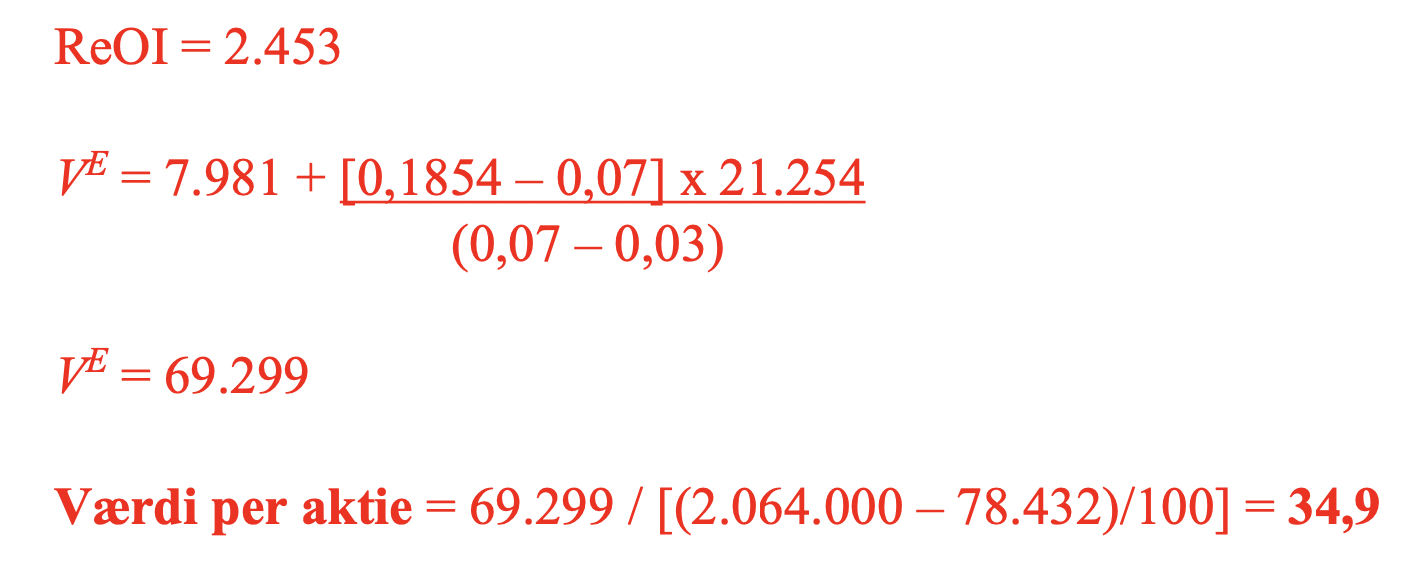 ReOI = 2.453
V^E = 7.981 + [0,1854 – 0,07] x 21.254
(0,07 – 0,03)
V^E = 69.299
Værdi per aktie = 69.299 / [(2.064.000 – 78.432)/100] = 34,9